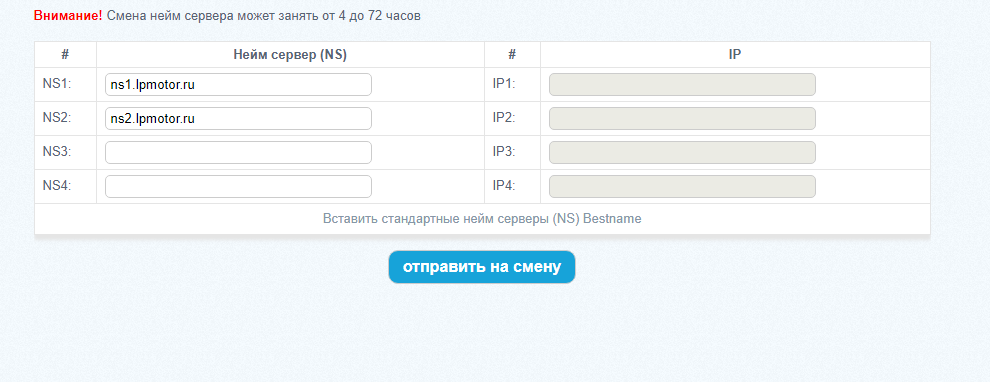 Внимание! Смена нейм сервера может занять от 4 до 72 часов
# Нейм сервер (NS) # IP
NS1: ns1.lpmotor.ru IP1:
NS2: ns2.lpmotor.ru IP2:
NS3: IP3:
NS4: IP4:
Вставить стандартные нейм серверы (NS) Bestname
отправить на смену